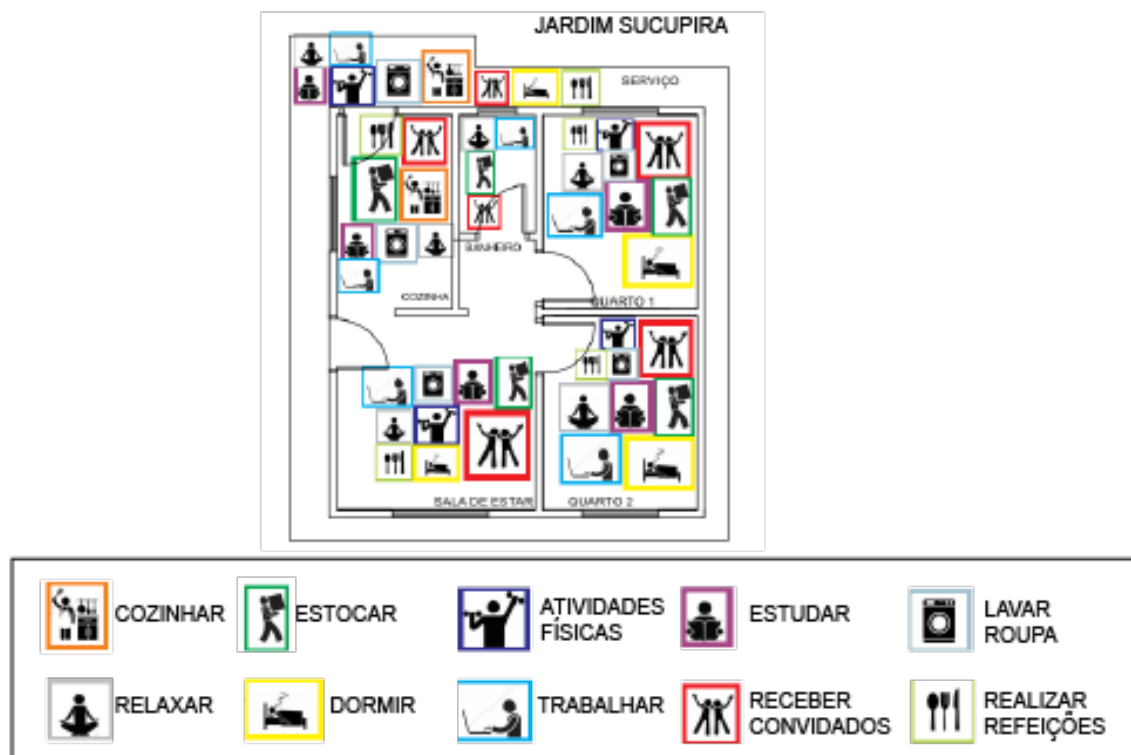 JARDIM SUCUPIRA
SERVIÇO
BANHEIRO
COZINHA
QUARTO 1
SALA DE ESTAR
QUARTO 2
COZINHAR
ESTOCAR
ATIVIDADES
FÍSICAS
ESTUDAR
LAVAR
ROUPA
RELAXAR
DORMIR
TRABALHAR
RECEBER
CONVIDADOS
REALIZAR
REFEIÇÕES